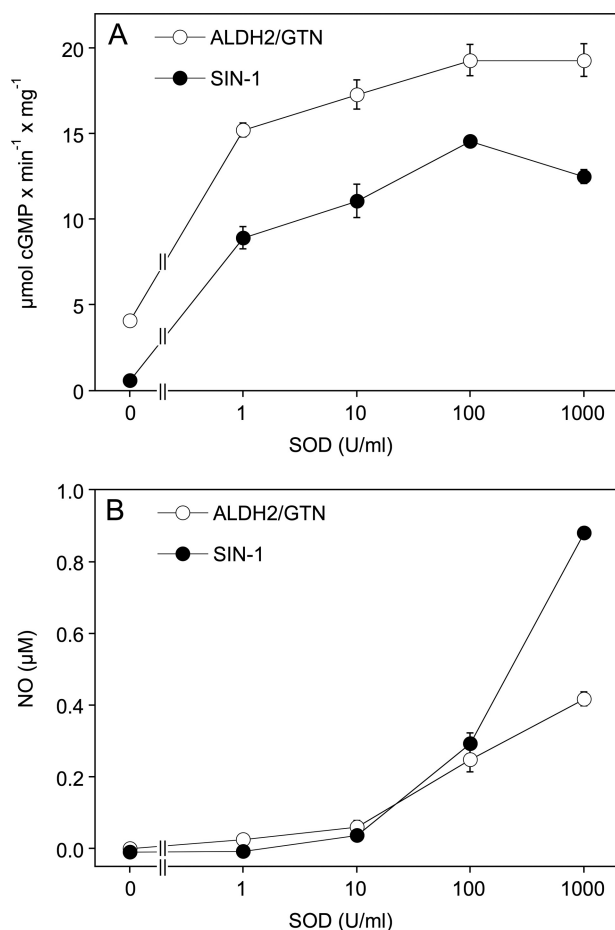 A
ALDH2/GTN
SIN-1
20
15
10
5
0
µmol cGMP x min⁻¹ x mg⁻¹
0 1 10 100 1000
SOD (U/ml)
B
ALDH2/GTN
SIN-1
1.0
0.8
0.6
0.4
0.2
0.0
NO (µM)
0 1 10 100 1000
SOD (U/ml)